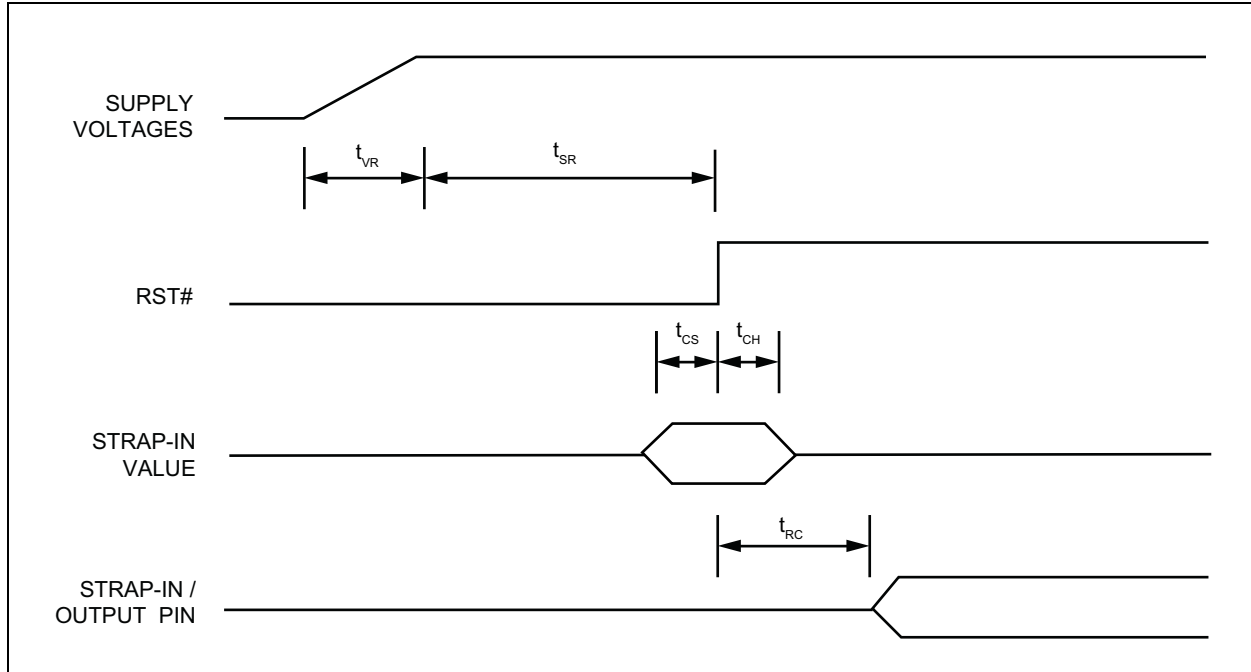 SUPPLY
VOLTAGES
tVR
tSR
RST#
tCS
tCH
STRAP-IN
VALUE
tRC
STRAP-IN /
OUTPUT PIN